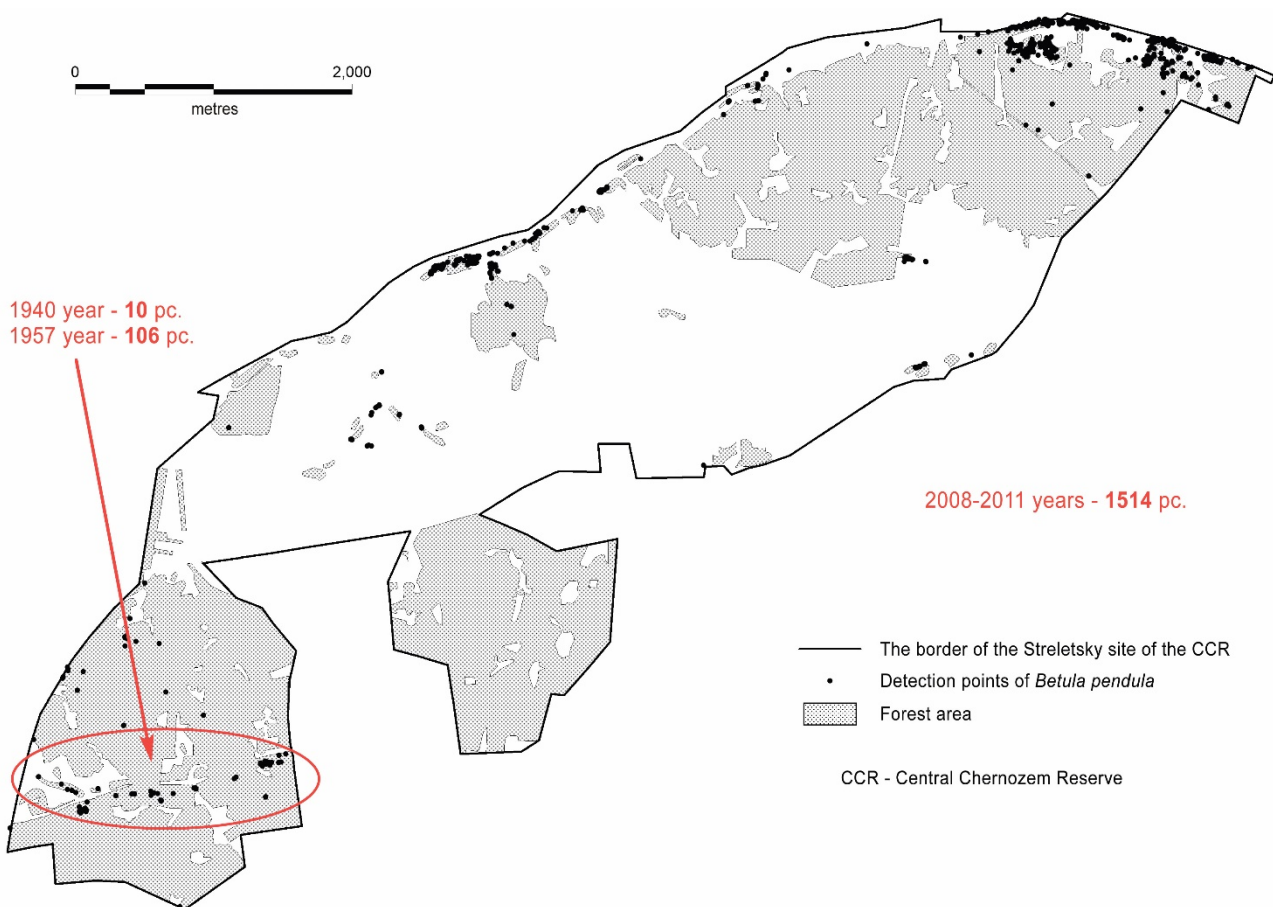 0 2,000
metres
1940 year - 10 pc.
1957 year - 106 pc.
2008-2011 years - 1514 pc.
The border of the Streletsky site of the CCR
Detection points of Betula pendula
Forest area
CCR - Central Chernozem Reserve